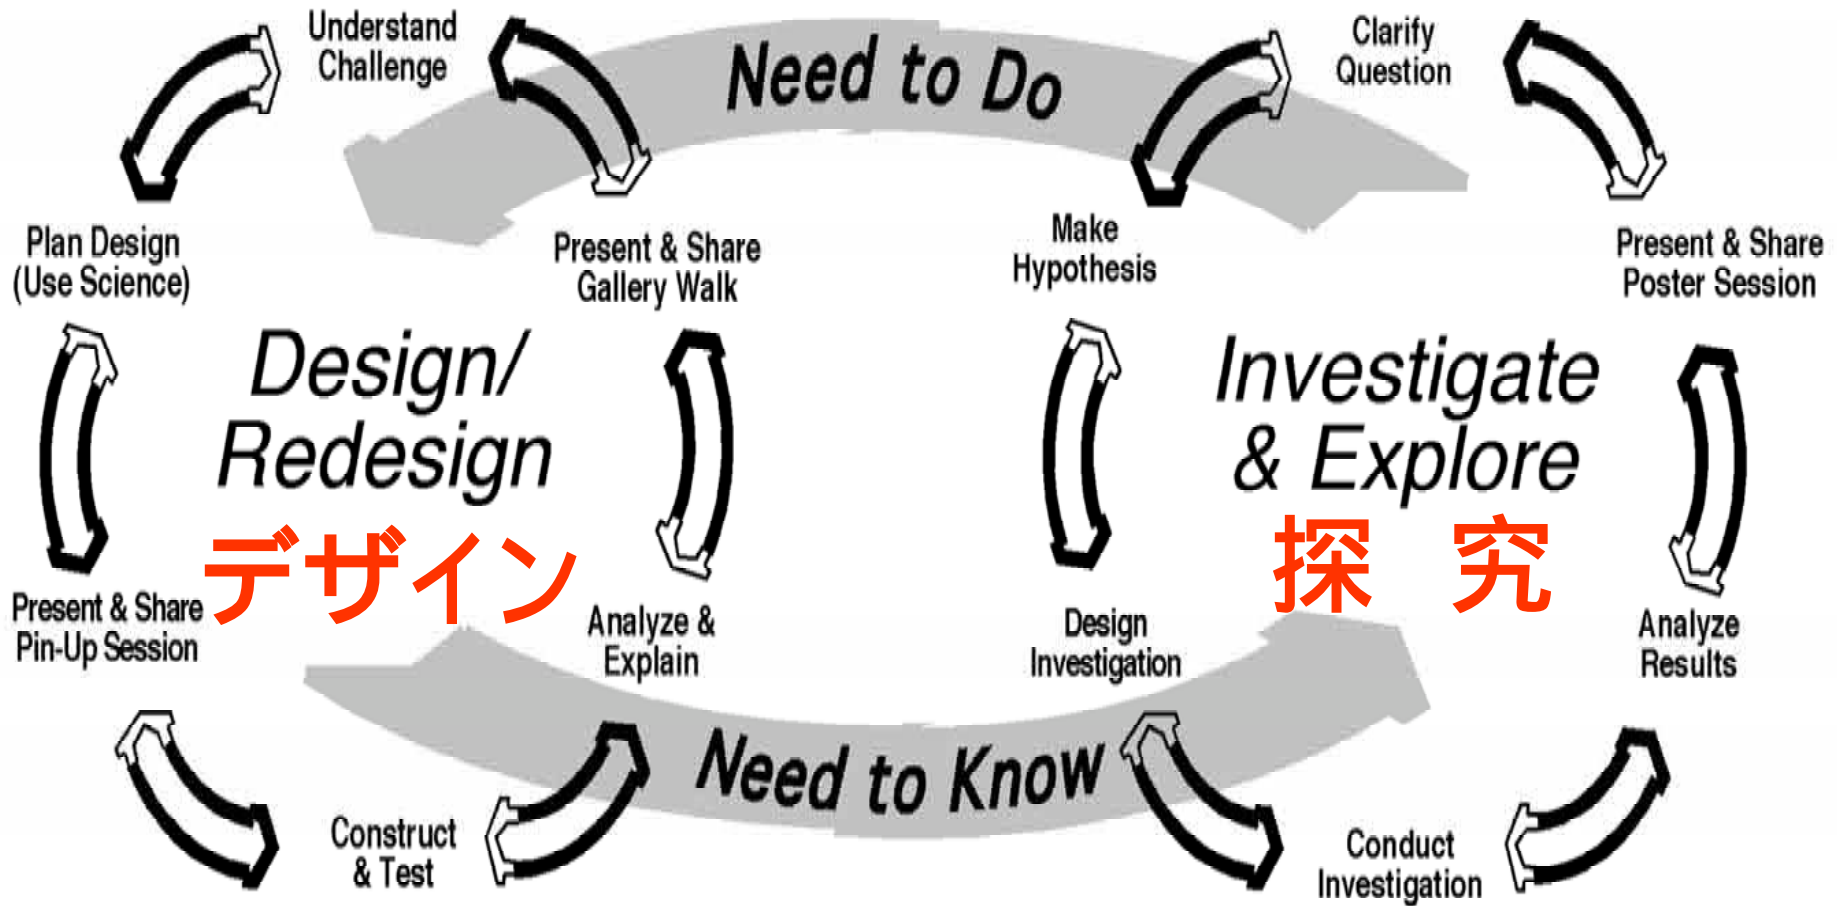 Understand
Challenge
Need to Do
Clarify
Question
Plan Design
(Use Science)
Present & Share
Gallery Walk
Make
Hypothesis
Present & Share
Poster Session
Design/
Redesign
デザイン
Investigate
& Explore
探 究
Present & Share
Pin-Up Session
Analyze &
Explain
Design
Investigation
Analyze
Results
Need to Know
Construct
& Test
Conduct
Investigation